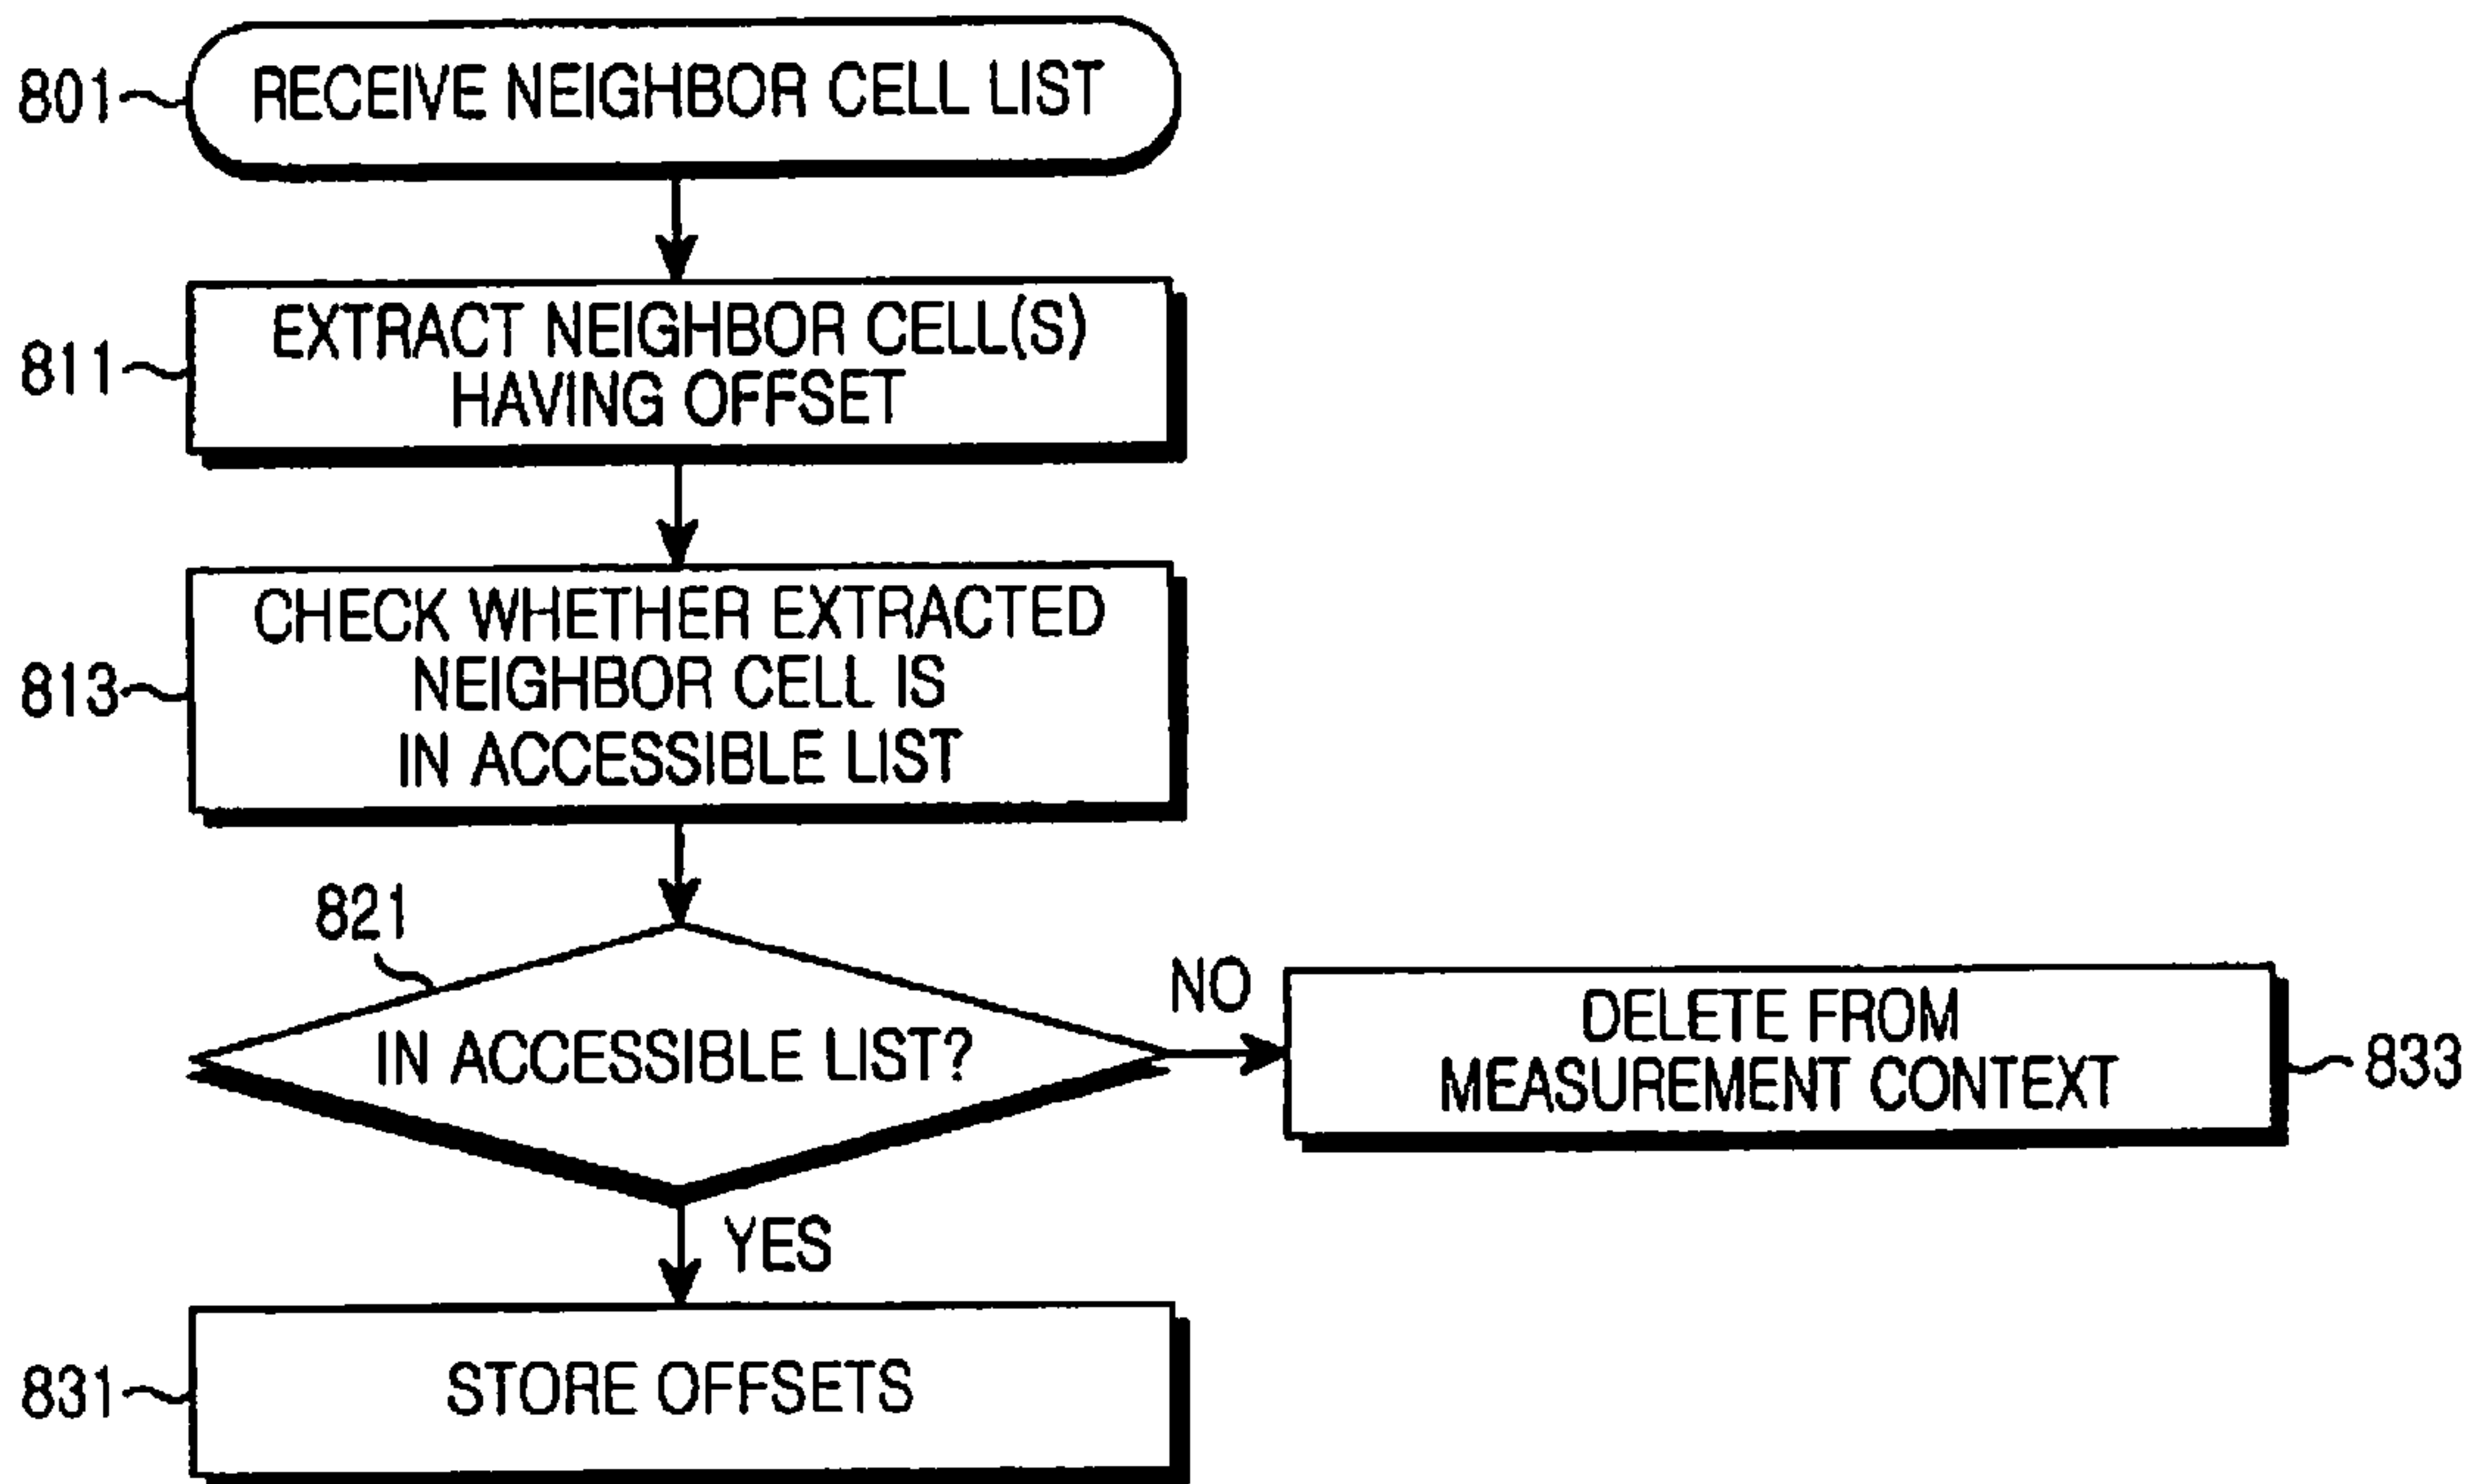 801
RECEIVE NEIGHBOR CELL LIST
811
EXTRACT NEIGHBOR CELL(S)
HAVING OFFSET
813
CHECK WHETHER EXTRACTED
NEIGHBOR CELL IS
IN ACCESSIBLE LIST
821
IN ACCESSIBLE LIST?
NO
DELETE FROM
MEASUREMENT CONTEXT
833
YES
831
STORE OFFSETS